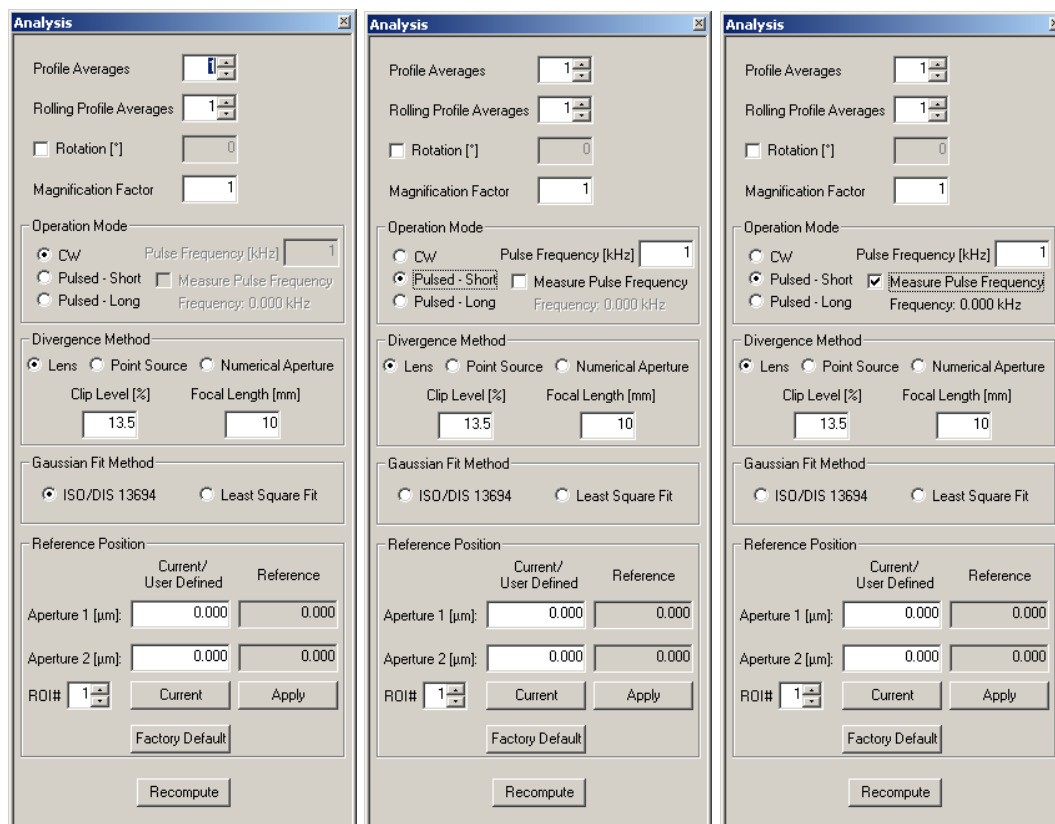 Analysis
Profile Averages 1
Rolling Profile Averages 1
Rotation [°] 0
Magnification Factor 1
Operation Mode
CW Pulse Frequency [kHz] 1
Pulsed - Short Measure Pulse Frequency
Pulsed - Long Frequency: 0.000 kHz
Divergence Method
Lens Point Source Numerical Aperture
Clip Level [%] Focal Length [mm]
13.5 10
Gaussian Fit Method
ISO/DIS 13694 Least Square Fit
Reference Position
Current/
User Defined Reference
Aperture 1 [µm]: 0.000 0.000
Aperture 2 [µm]: 0.000 0.000
ROI# 1 Current Apply
Factory Default
Recompute
Analysis
Profile Averages 1
Rolling Profile Averages 1
Rotation [°] 0
Magnification Factor 1
Operation Mode
CW Pulse Frequency [kHz] 1
Pulsed - Short Measure Pulse Frequency
Pulsed - Long Frequency: 0.000 kHz
Divergence Method
Lens Point Source Numerical Aperture
Clip Level [%] Focal Length [mm]
13.5 10
Gaussian Fit Method
ISO/DIS 13694 Least Square Fit
Reference Position
Current/
User Defined Reference
Aperture 1 [µm]: 0.000 0.000
Aperture 2 [µm]: 0.000 0.000
ROI# 1 Current Apply
Factory Default
Recompute
Analysis
Profile Averages 1
Rolling Profile Averages 1
Rotation [°] 0
Magnification Factor 1
Operation Mode
CW Pulse Frequency [kHz] 1
Pulsed - Short Measure Pulse Frequency
Pulsed - Long Frequency: 0.000 kHz
Divergence Method
Lens Point Source Numerical Aperture
Clip Level [%] Focal Length [mm]
13.5 10
Gaussian Fit Method
ISO/DIS 13694 Least Square Fit
Reference Position
Current/
User Defined Reference
Aperture 1 [µm]: 0.000 0.000
Aperture 2 [µm]: 0.000 0.000
ROI# 1 Current Apply
Factory Default
Recompute